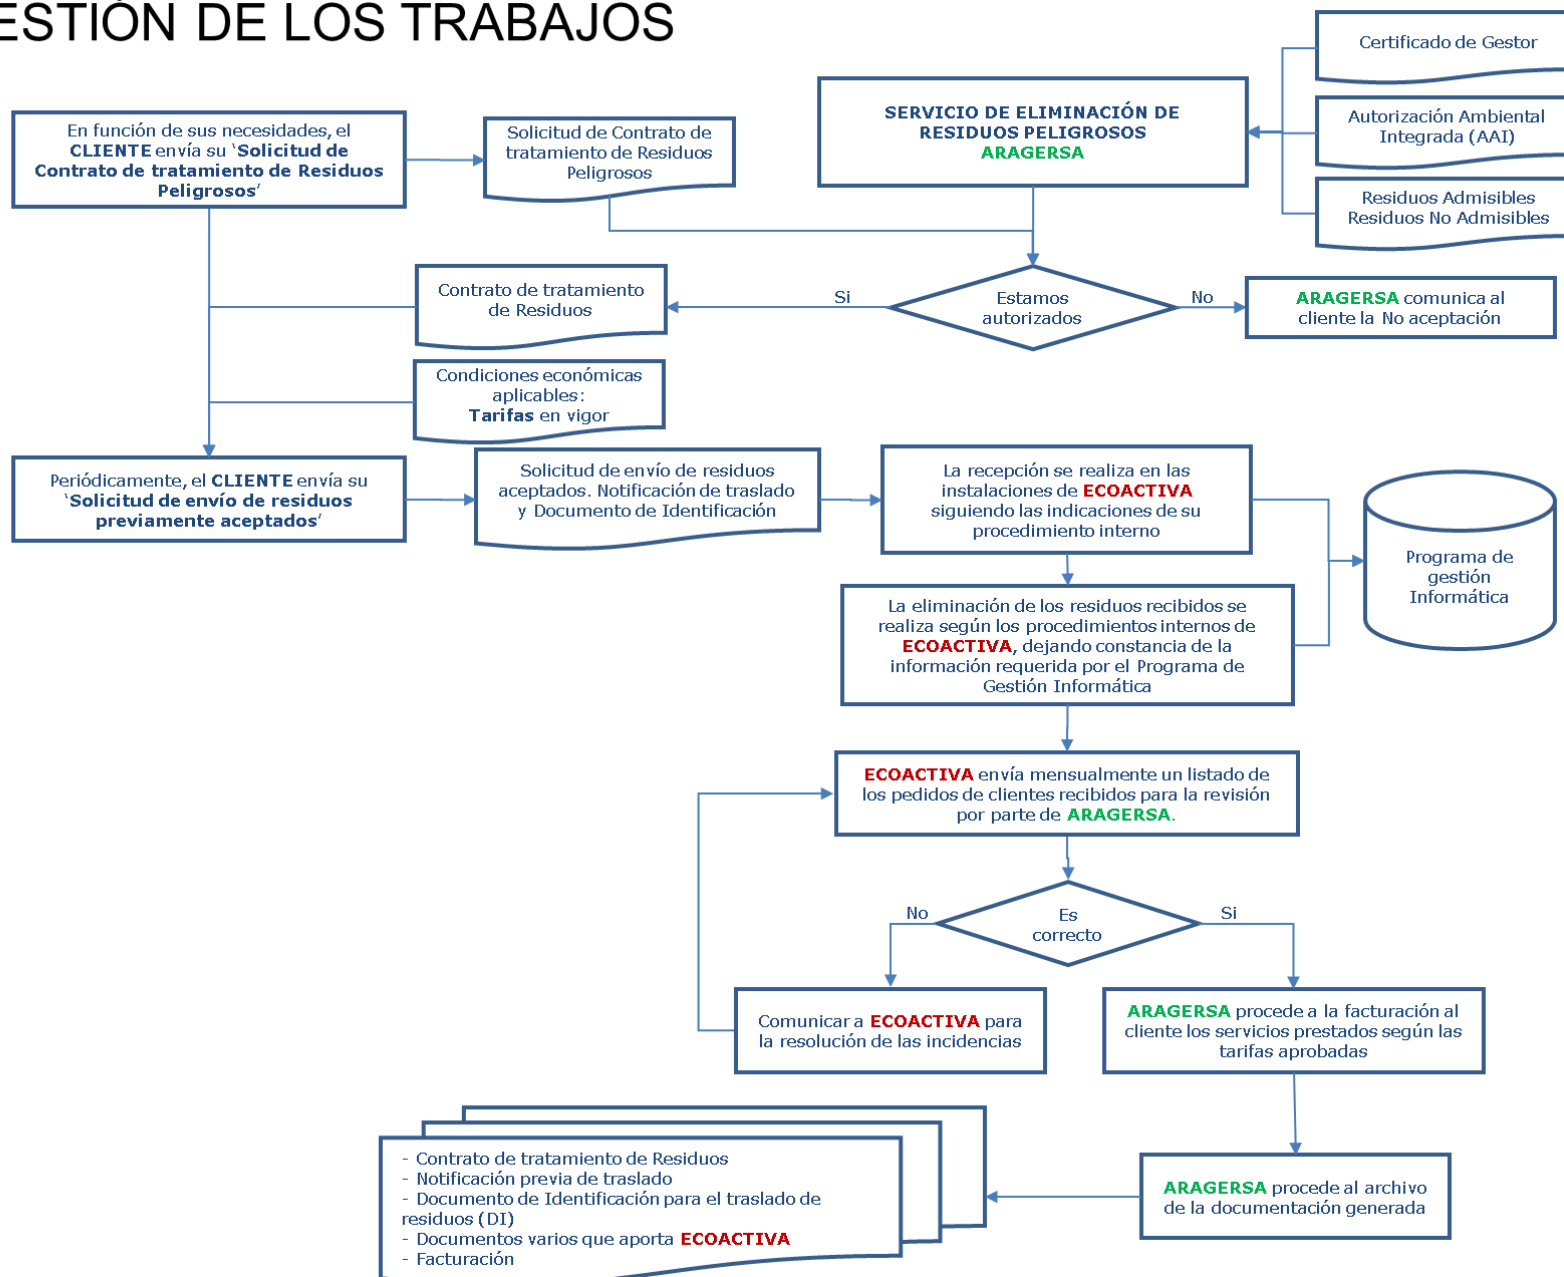 ESTIÓN DE LOS TRABAJOS
Certificado de Gestor
Autorización Ambiental
Integrada (AAI)
Residuos Admisibles
Residuos No Admisibles
SERVICIO DE ELIMINACIÓN DE
RESIDUOS PELIGROSOS
ARAGERSA
En función de sus necesidades, el
CLIENTE envía su ‘Solicitud de
Contrato de tratamiento de Residuos
Peligrosos’
Solicitud de Contrato de
tratamiento de Residuos
Peligrosos
Estamos
autorizados
Si
No
Contrato de tratamiento
de Residuos
ARAGERSA comunica al
cliente la No aceptación
Condiciones económicas
aplicables:
Tarifas en vigor
Periódicamente, el CLIENTE envía su
‘Solicitud de envío de residuos
previamente aceptados’
Solicitud de envío de residuos
aceptados. Notificación de traslado
y Documento de Identificación
La recepción se realiza en las
instalaciones de ECOACTIVA
siguiendo las indicaciones de su
procedimiento interno
Programa de
gestión
Informática
La eliminación de los residuos recibidos se
realiza según los procedimientos internos de
ECOACTIVA, dejando constancia de la
información requerida por el Programa de
Gestión Informática
ECOACTIVA envía mensualmente un listado de
los pedidos de clientes recibidos para la revisión
por parte de ARAGERSA.
Es
correcto
No
Si
Comunicar a ECOACTIVA para
la resolución de las incidencias
ARAGERSA procede a la facturación al
cliente los servicios prestados según las
tarifas aprobadas
ARAGERSA procede al archivo
de la documentación generada
- Contrato de tratamiento de Residuos
- Notificación previa de traslado
- Documento de Identificación para el traslado de
residuos (DI)
- Documentos varios que aporta ECOACTIVA
- Facturación